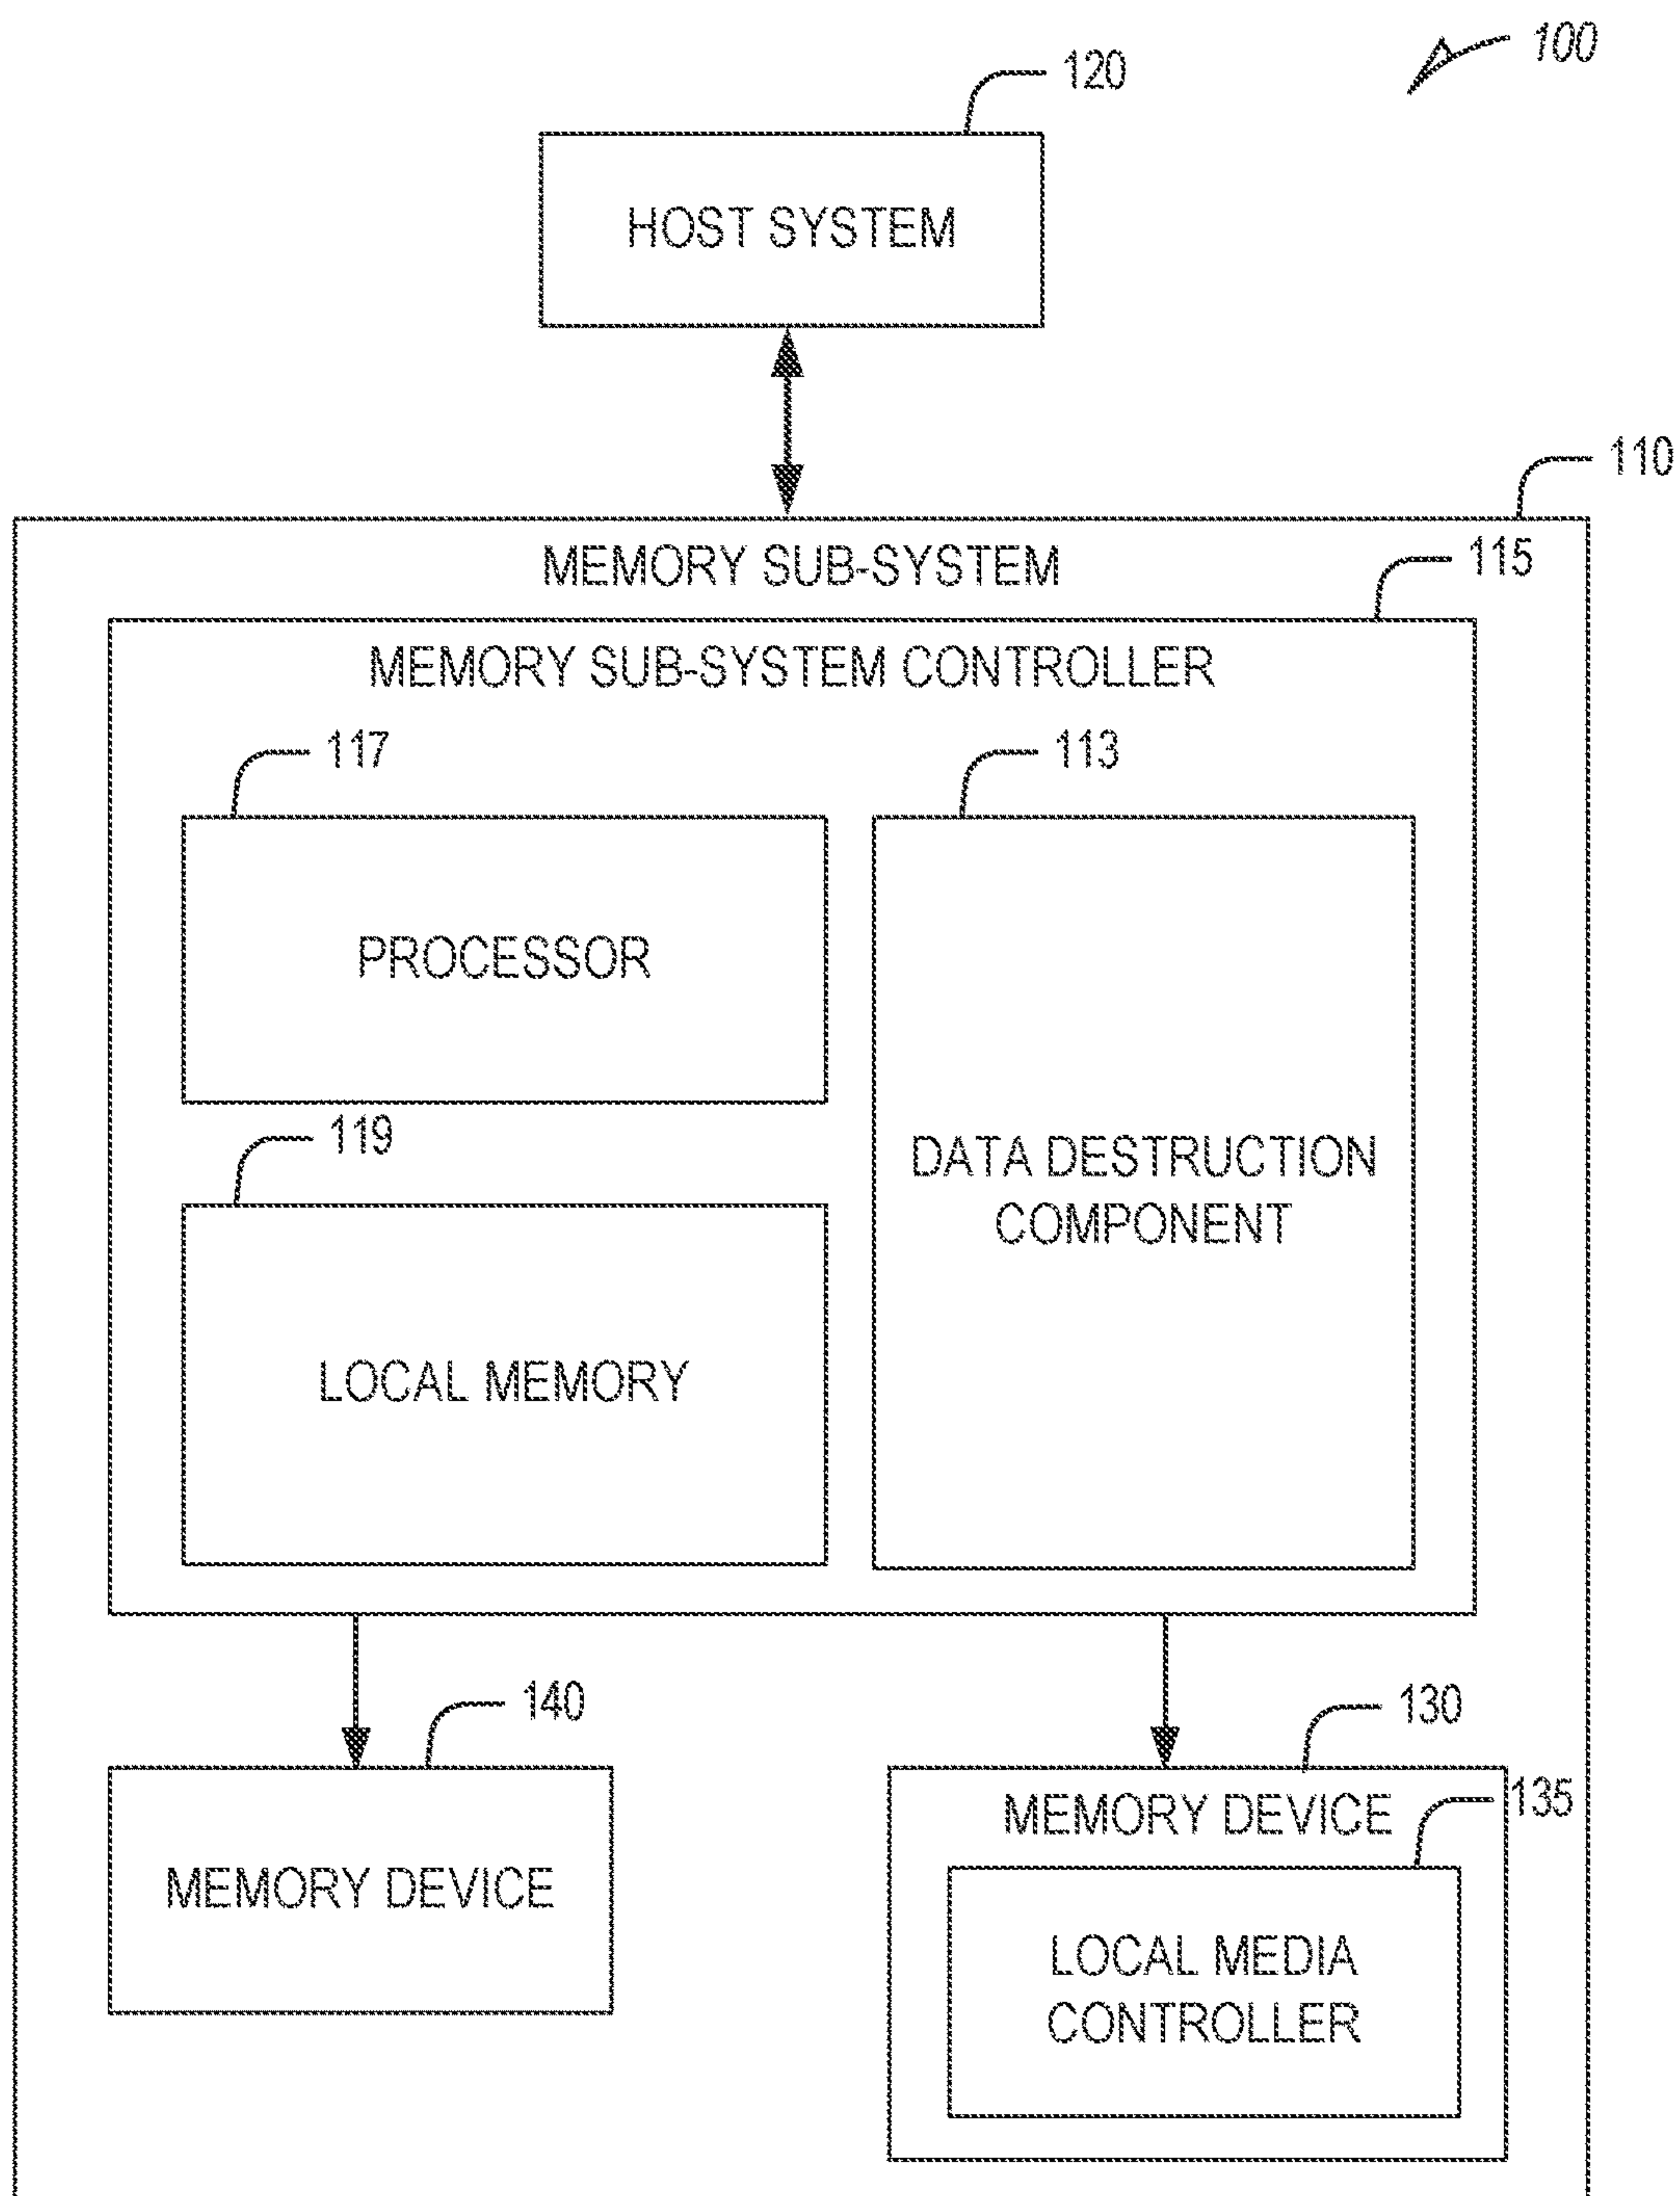 100
120
HOST SYSTEM
110
MEMORY SUB-SYSTEM
115
MEMORY SUB-SYSTEM CONTROLLER
117
113
PROCESSOR
119
DATA DESTRUCTION
COMPONENT
LOCAL MEMORY
140
130
MEMORY DEVICE
135
MEMORY DEVICE
LOCAL MEDIA
CONTROLLER